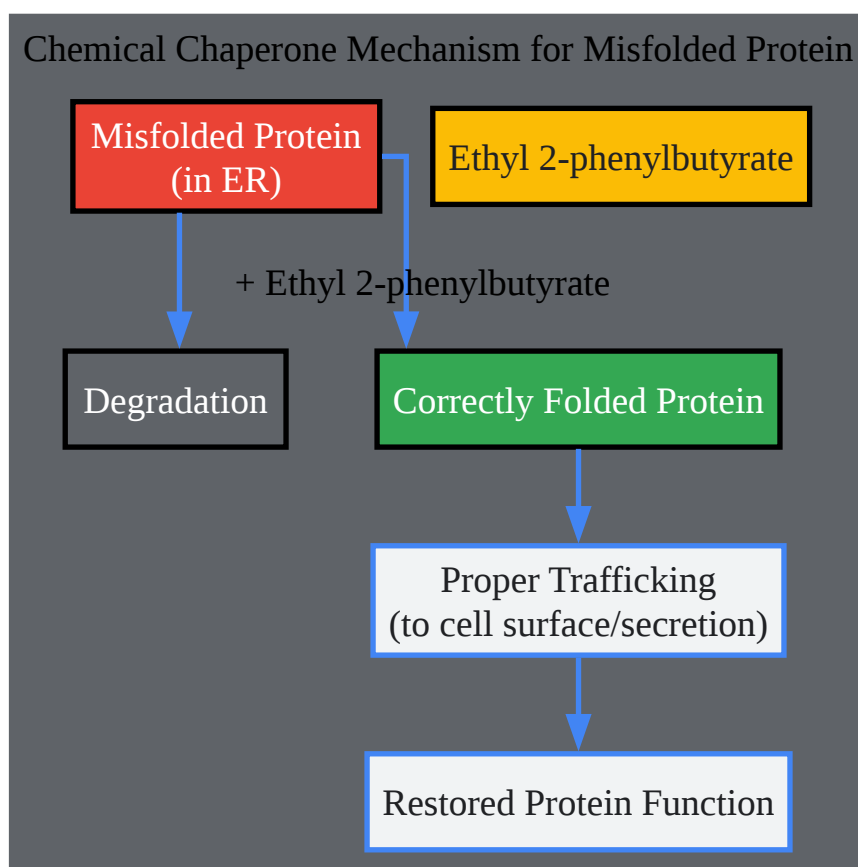 Chemical Chaperone Mechanism for Misfolded Protein
Misfolded Protein
(in ER)
Ethyl 2-phenylbutyrate
+ Ethyl 2-phenylbutyrate
Degradation
Correctly Folded Protein
Proper Trafficking
(to cell surface/secretion)
Restored Protein Function